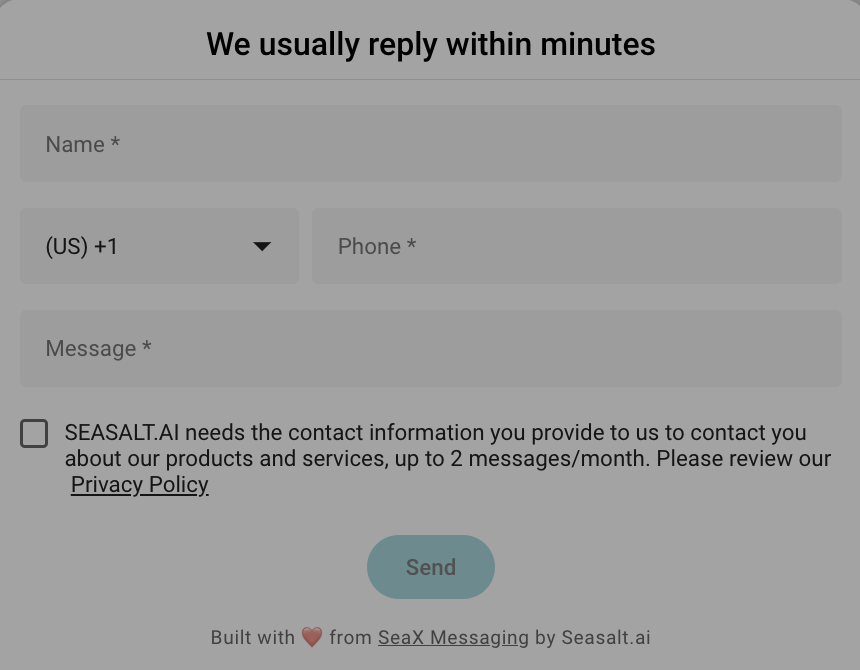 We usually reply within minutes
Name *
(US) +1
Phone *
Message *
SEASALT.AI needs the contact information you provide to us to contact you
about our products and services, up to 2 messages/month. Please review our
Privacy Policy
Send
Built with ❤️ from SeaX Messaging by Seasalt.ai